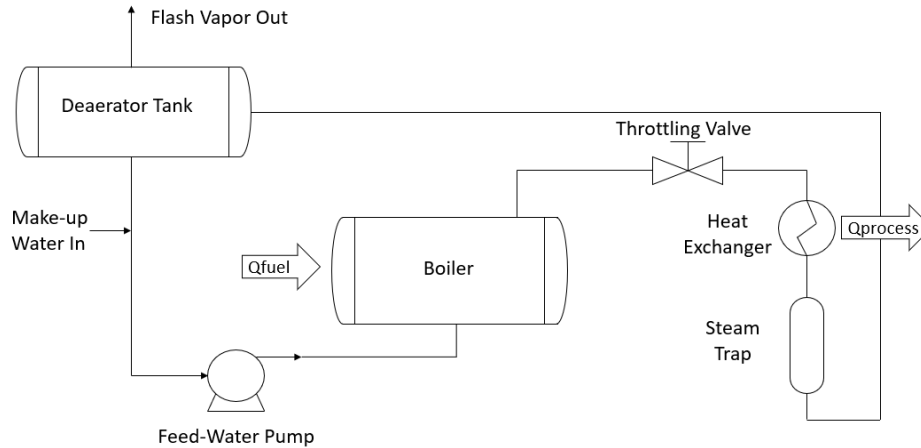 Flash Vapor Out
Deaerator Tank
Throttling Valve
Make-up
Water In
Heat
Exchanger
Qprocess
Qfuel
Boiler
Steam
Trap
Feed-Water Pump